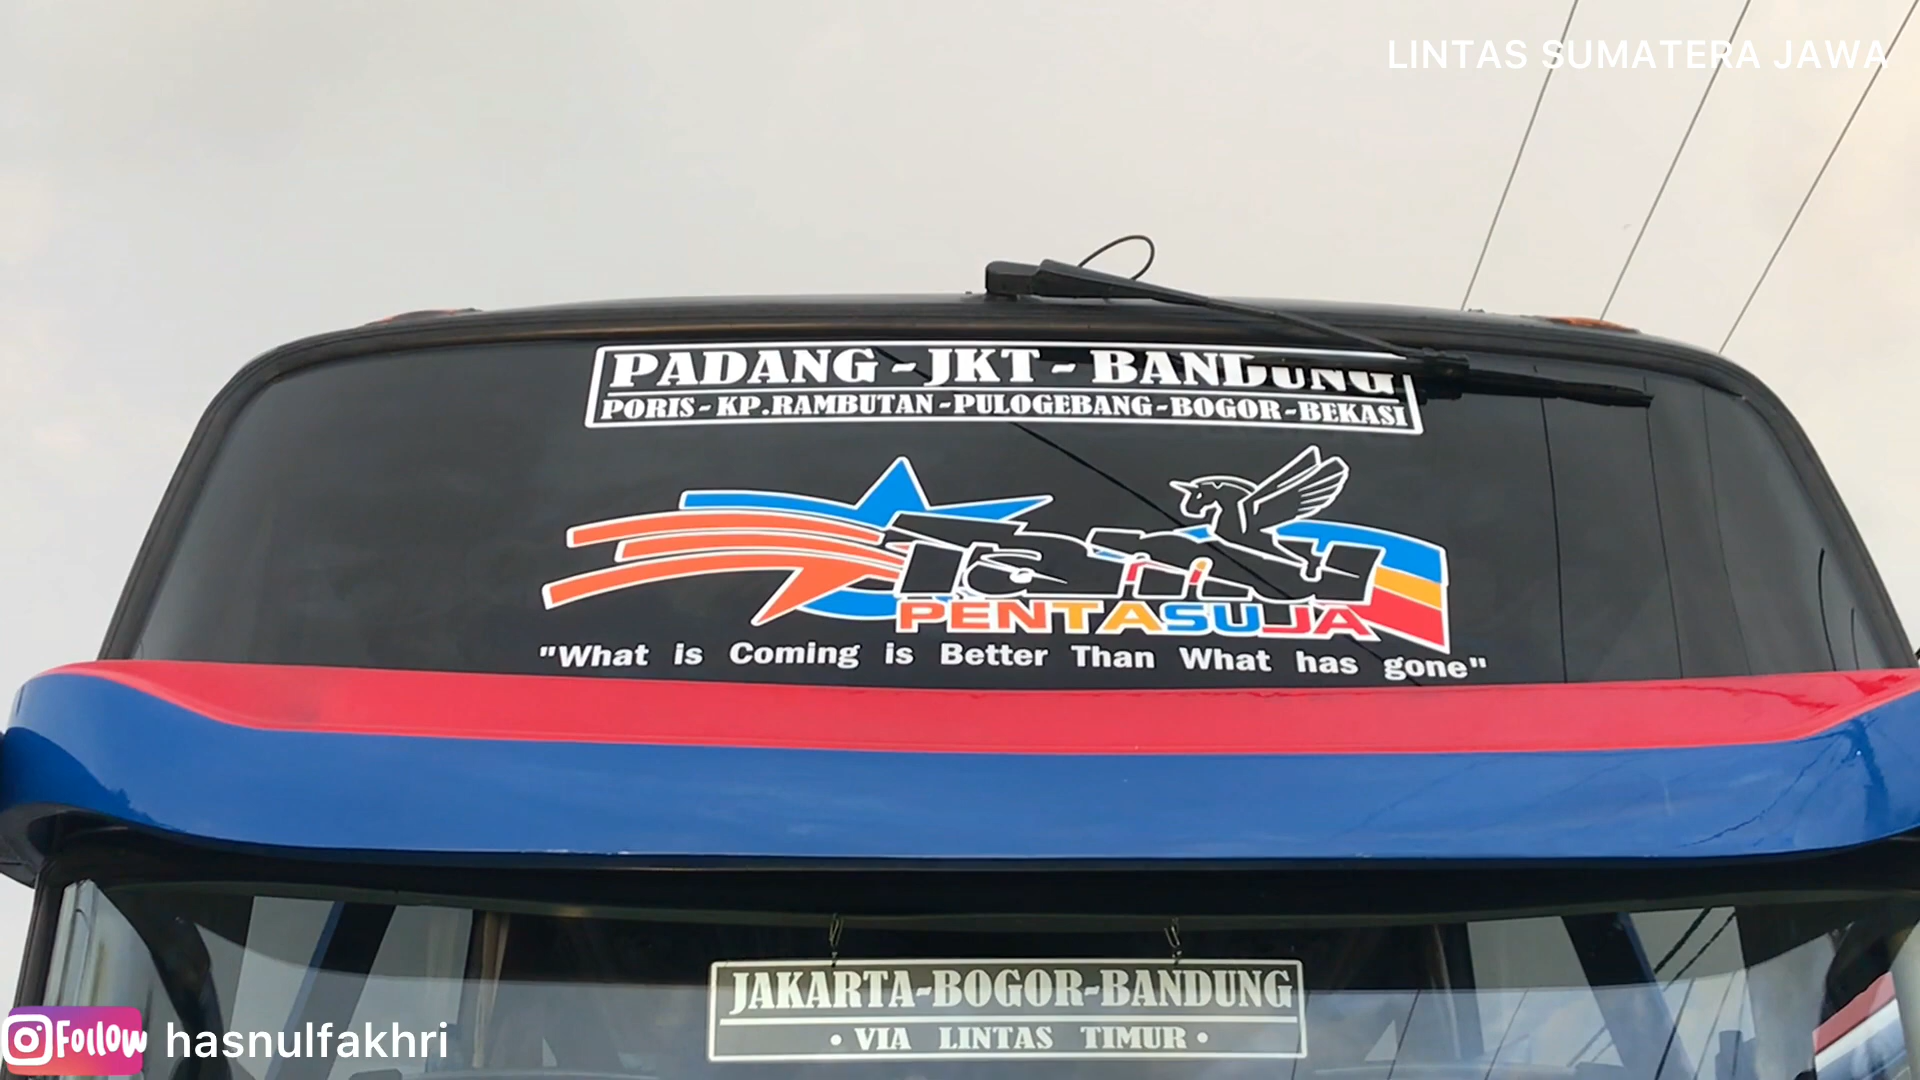 LINTAS SUMATERA JAWA
PADANG - JKT - BANDUNG
PORIS - KP.RAMBUTAN - PULOGEBANG - BOGOR - BEKASI
PENTASUJA
"What is Coming is Better Than What has gone"
JAKARTA-BOGOR-BANDUNG
• VIA LINTAS TIMUR •
Follow hasnulfakhri